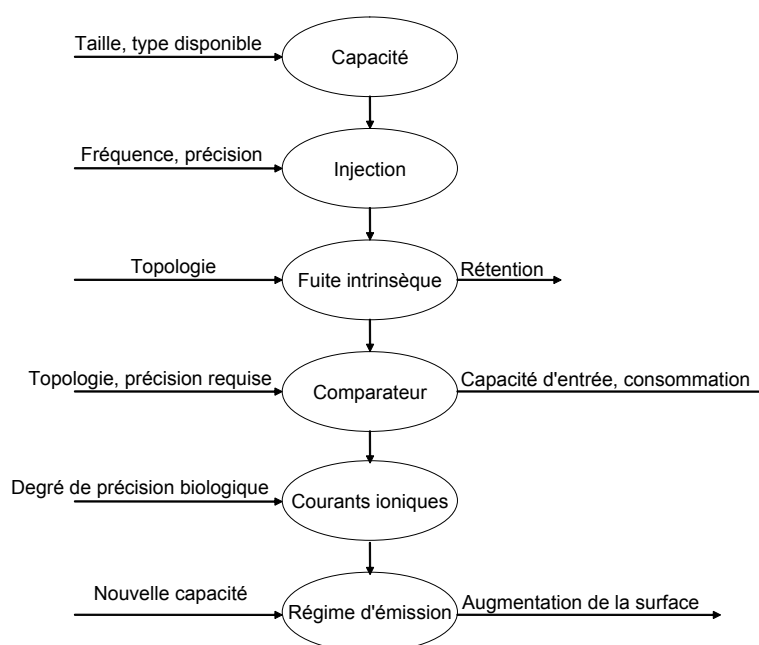 Taille, type disponible
Capacité
Fréquence, précision
Injection
Topologie
Fuite intrinsèque
Rétention
Topologie, précision requise
Comparateur
Capacité d'entrée, consommation
Degré de précision biologique
Courants ioniques
Nouvelle capacité
Régime d'émission
Augmentation de la surface